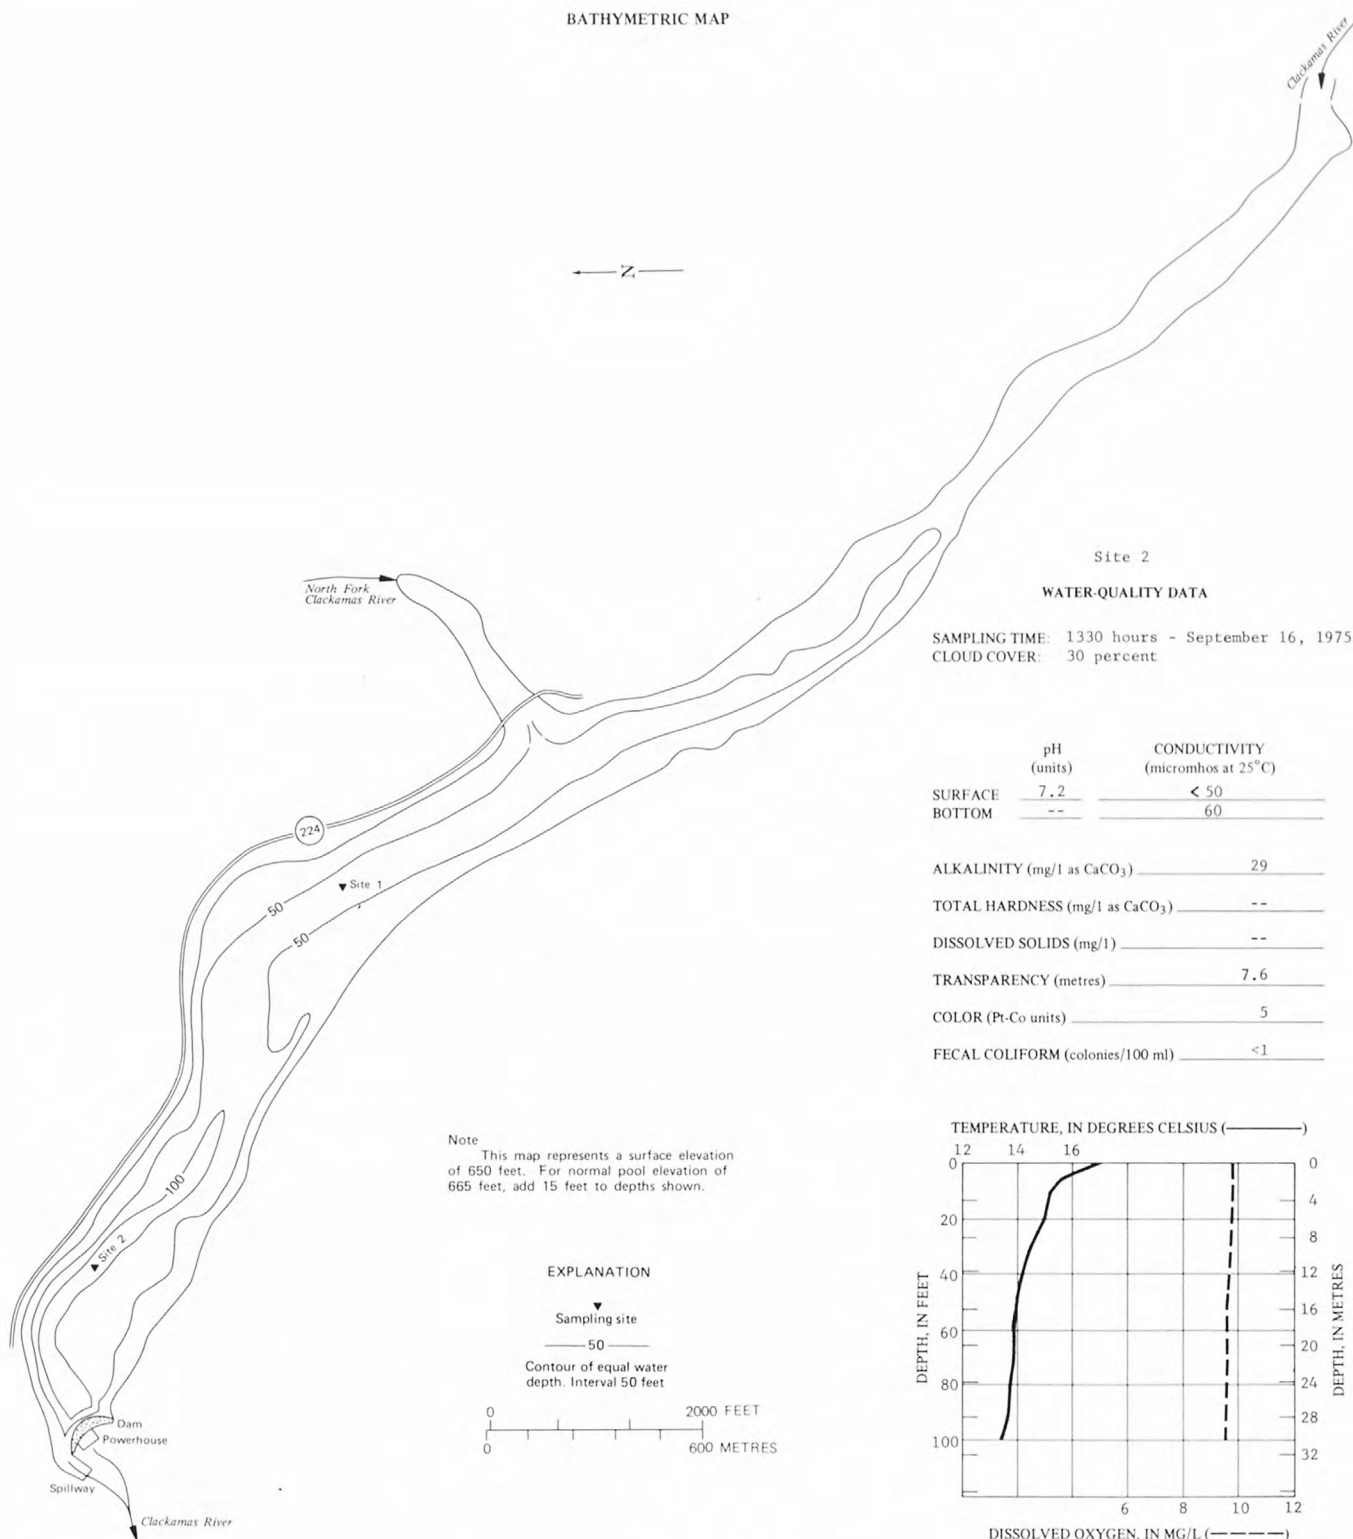 BATHYMETRIC MAP
Clackamas River
N
North Fork
Clackamas River
224
Site 1
50
50
100
Site 2
Dam
Powerhouse
Spillway
Clackamas River
Note
This map represents a surface elevation
of 650 feet. For normal pool elevation of
665 feet, add 15 feet to depths shown.
EXPLANATION
Sampling site
50
Contour of equal water
depth. Interval 50 feet
0 2000 FEET
0 600 METRES
Site 2
WATER-QUALITY DATA
SAMPLING TIME: 1330 hours - September 16, 1975
CLOUD COVER: 30 percent
pH CONDUCTIVITY
(units) (micromhos at 25°C)
SURFACE 7.2 < 50
BOTTOM -- 60
ALKALINITY (mg/l as CaCO3) 29
TOTAL HARDNESS (mg/l as CaCO3) --
DISSOLVED SOLIDS (mg/l) --
TRANSPARENCY (metres) 7.6
COLOR (Pt-Co units) 5
FECAL COLIFORM (colonies/100 ml) <1
TEMPERATURE, IN DEGREES CELSIUS (———)
12 14 16
0 0
4
20
8
40 12
16
60
20
80 24
28
100
32
DEPTH, IN FEET
DEPTH, IN METRES
6 8 10 12
DISSOLVED OXYGEN, IN MG/L (— — — —)